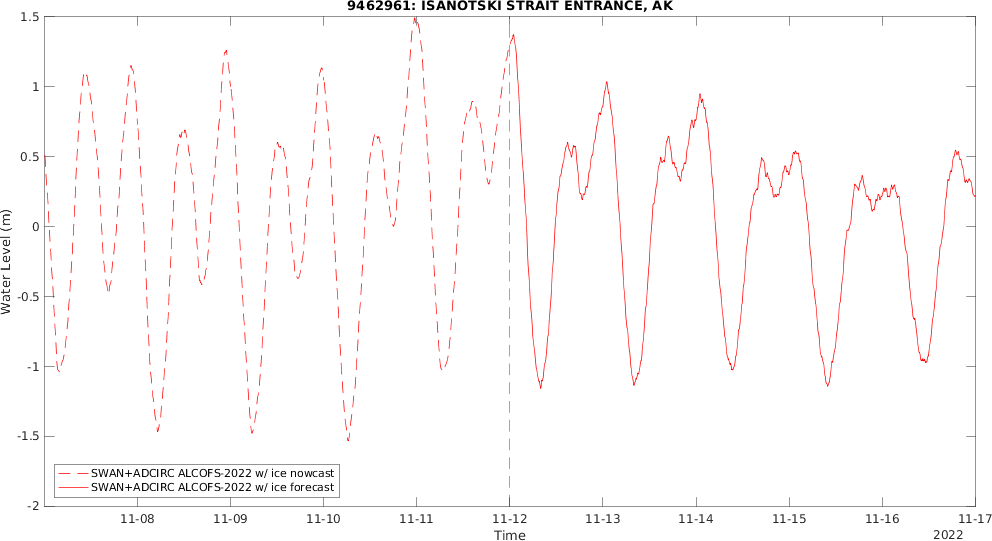 9462961: ISANOTSKI STRAIT ENTRANCE, AK
1.5
1
0.5
0
-0.5
-1
-1.5
-2
Water Level (m)
SWAN+ADCIRC ALCOFS-2022 w/ ice nowcast
SWAN+ADCIRC ALCOFS-2022 w/ ice forecast
11-08 11-09 11-10 11-11 11-12 11-13 11-14 11-15 11-16 11-17
Time
2022